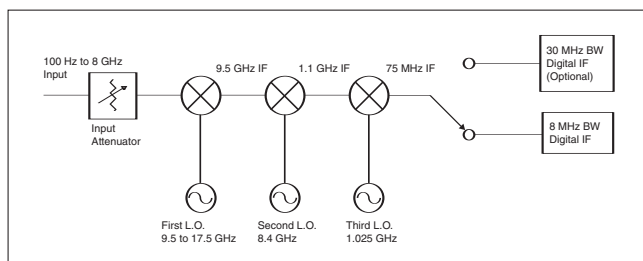 100 Hz to 8 GHz
Input
Input
Attenuator
9.5 GHz IF
1.1 GHz IF
75 MHz IF
First L.O.
9.5 to 17.5 GHz
Second L.O.
8.4 GHz
Third L.O.
1.025 GHz
30 MHz BW
Digital IF
(Optional)
8 MHz BW
Digital IF